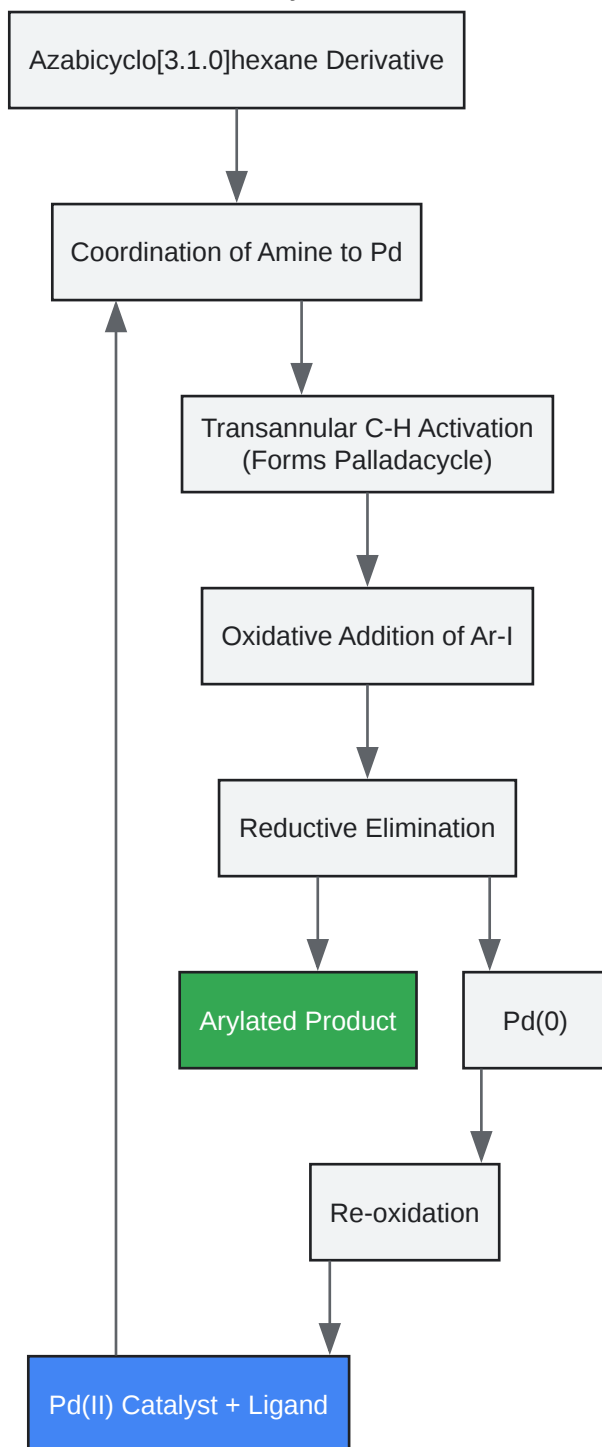 Azabicyclo[3.1.0]hexane Derivative
Coordination of Amine to Pd
Transannular C-H Activation
(Forms Palladacycle)
Oxidative Addition of Ar-I
Reductive Elimination
Arylated Product
Pd(0)
Re-oxidation
Pd(II) Catalyst + Ligand